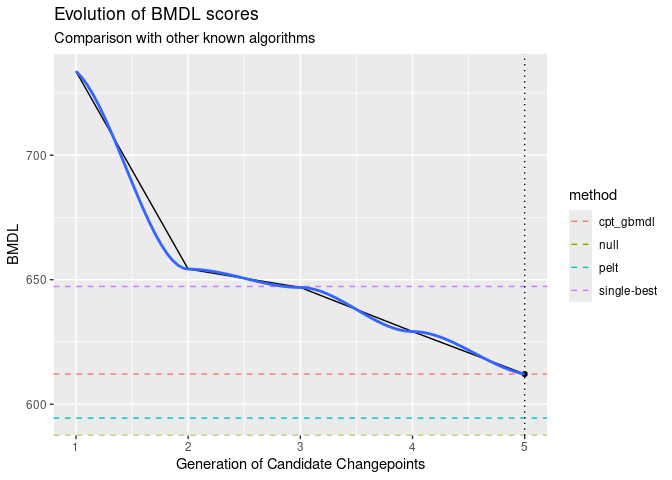 Evolution of BMDL scores
Comparison with other known algorithms
BMDL
700
650
600
1 2 3 4 5
Generation of Candidate Changepoints
method
cpt_gbmdl
null
pelt
single-best